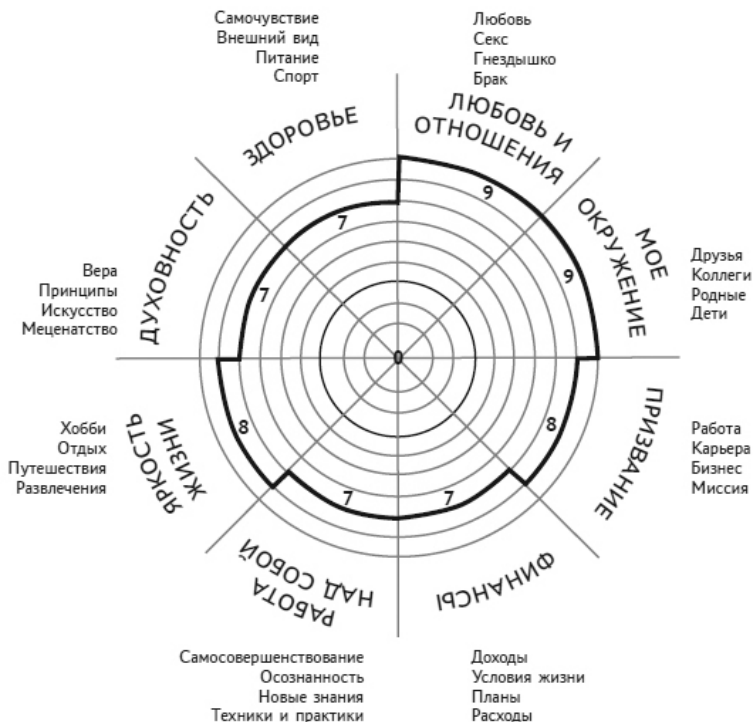 Самочувствие
Внешний вид
Питание
Спорт
Любовь
Секс
Гнездышко
Брак
ЗДОРОВЬЕ
ЛЮБОВЬ И
ОТНОШЕНИЯ
ДУХОВНОСТЬ
МОЕ
ОКРУЖЕНИЕ
7
9
7
9
Вера
Принципы
Искусство
Меценатство
Друзья
Коллеги
Родные
Дети
0
Хобби
Отдых
Путешествия
Развлечения
ЯРКОСТЬ
ЖИЗНИ
8
8
ПРИЗВАНИЕ
Работа
Карьера
Бизнес
Миссия
7
7
РАБОТА
НАД СОБОЙ
ФИНАНСЫ
Самосовершенствование
Осознанность
Новые знания
Техники и практики
Доходы
Условия жизни
Планы
Расходы